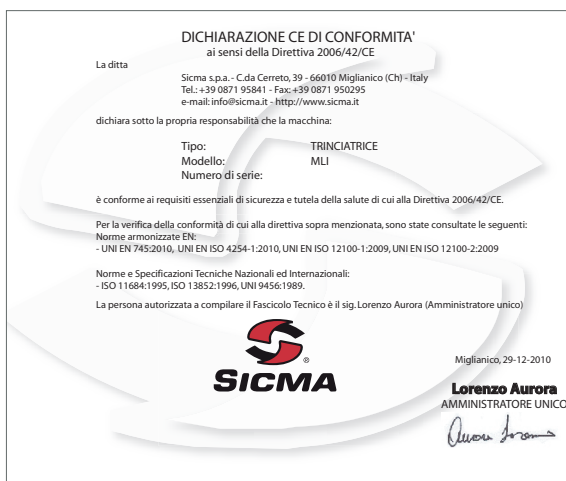 DICHIARAZIONE CE DI CONFORMITA'
ai sensi della Direttiva 2006/42/CE
La ditta
Sicma s.p.a. - C.da Cerreto, 39 - 66010 Miglianico (Ch) - Italy
Tel.: +39 0871 95841 - Fax: +39 0871 950295
e-mail: info@sicma.it - http://www.sicma.it
dichiara sotto la propria responsabilità che la macchina:
Tipo: TRINCIATRICE
Modello: MLI
Numero di serie:
è conforme ai requisiti essenziali di sicurezza e tutela della salute di cui alla Direttiva 2006/42/CE.
Per la verifica della conformità di cui alla direttiva sopra menzionata, sono state consultate le seguenti:
Norme armonizzate EN:
- UNI EN 745:2010, UNI EN ISO 4254-1:2010, UNI EN ISO 12100-1:2009, UNI EN ISO 12100-2:2009
Norme e Specificazioni Tecniche Nazionali ed Internazionali:
- ISO 11684:1995, ISO 13852:1996, UNI 9456:1989.
La persona autorizzata a compilare il Fascicolo Tecnico è il sig. Lorenzo Aurora (Amministratore unico)
®
SICMA
Miglianico, 29-12-2010
Lorenzo Aurora
AMMINISTRATORE UNICO
Aurora Lorenzo